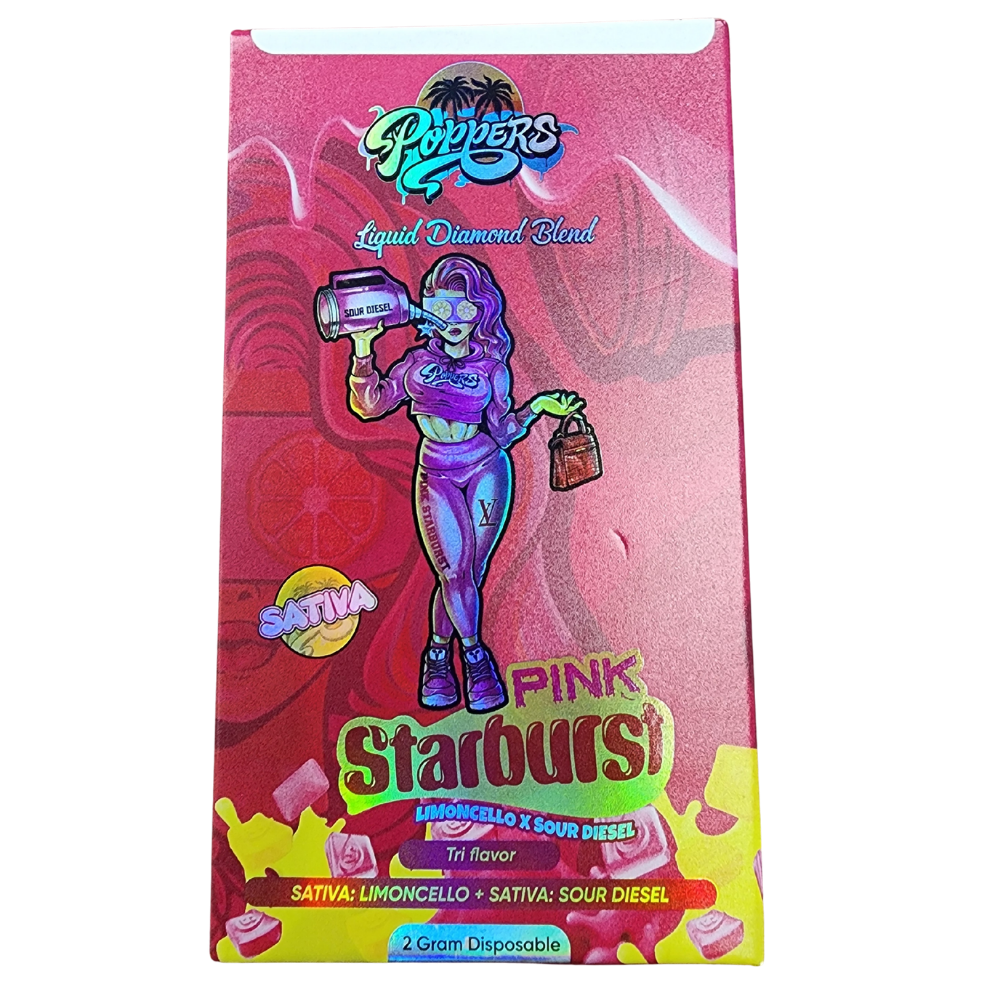 POPPERS
Liquid Diamond Blend
SOUR DIESEL
POPPERS
PINK STARBURST
LV
SATIVA
PINK
Starburst
LIMONCELLO X SOUR DIESEL
Tri flavor
SATIVA: LIMONCELLO + SATIVA: SOUR DIESEL
2 Gram Disposable